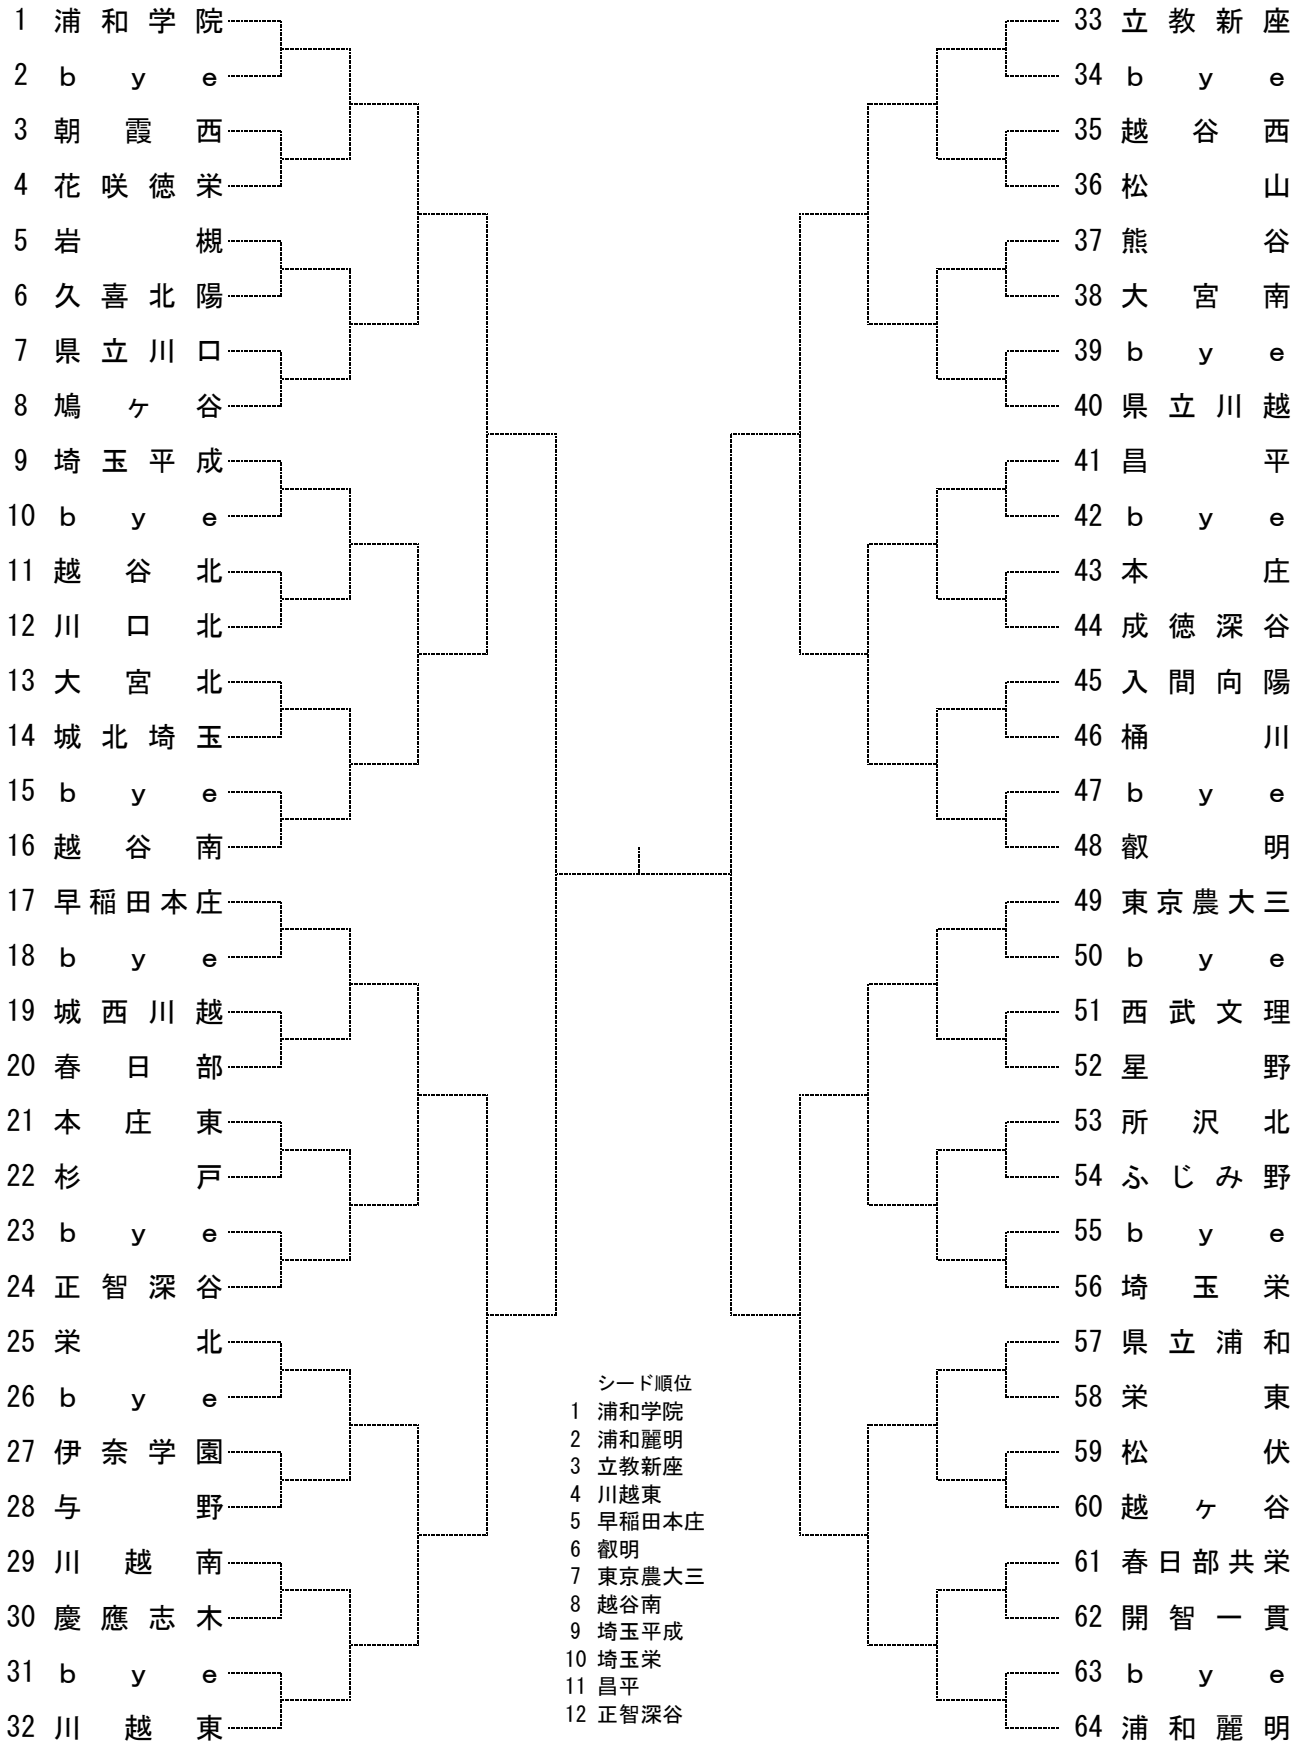 1 浦和学院
2 bye
3 朝霞西
4 花咲徳栄
5 岩槻
6 久喜北陽
7 県立川口
8 鳩ヶ谷
9 埼玉平成
10 bye
11 越谷北
12 川口北
13 大宮北
14 城北埼玉
15 bye
16 越谷南
17 早稲田本庄
18 bye
19 城西川越
20 春日部
21 本庄東
22 杉戸
23 bye
24 正智深谷
25 栄北
26 bye
27 伊奈学園
28 与野
29 川越南
30 慶應志木
31 bye
32 川越東
シード順位
1 浦和学院
2 浦和麗明
3 立教新座
4 川越東
5 早稲田本庄
6 叡明
7 東京農大三
8 越谷南
9 埼玉平成
10 埼玉栄
11 昌平
12 正智深谷
33 立教新座
34 bye
35 越谷西
36 松山
37 熊谷
38 大宮南
39 bye
40 県立川越
41 昌平
42 bye
43 本庄
44 成徳深谷
45 入間向陽
46 桶川
47 bye
48 叡明
49 東京農大三
50 bye
51 西武文理
52 星野
53 所沢北
54 ふじみ野
55 bye
56 埼玉栄
57 県立浦和
58 栄東
59 松伏
60 越ヶ谷
61 春日部共栄
62 開智一貫
63 bye
64 浦和麗明